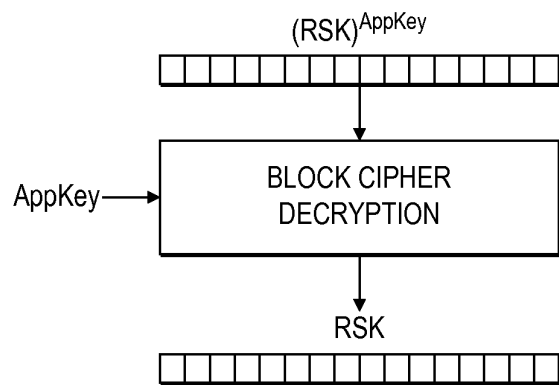 (RSK)^AppKey
BLOCK CIPHER
DECRYPTION
AppKey
RSK